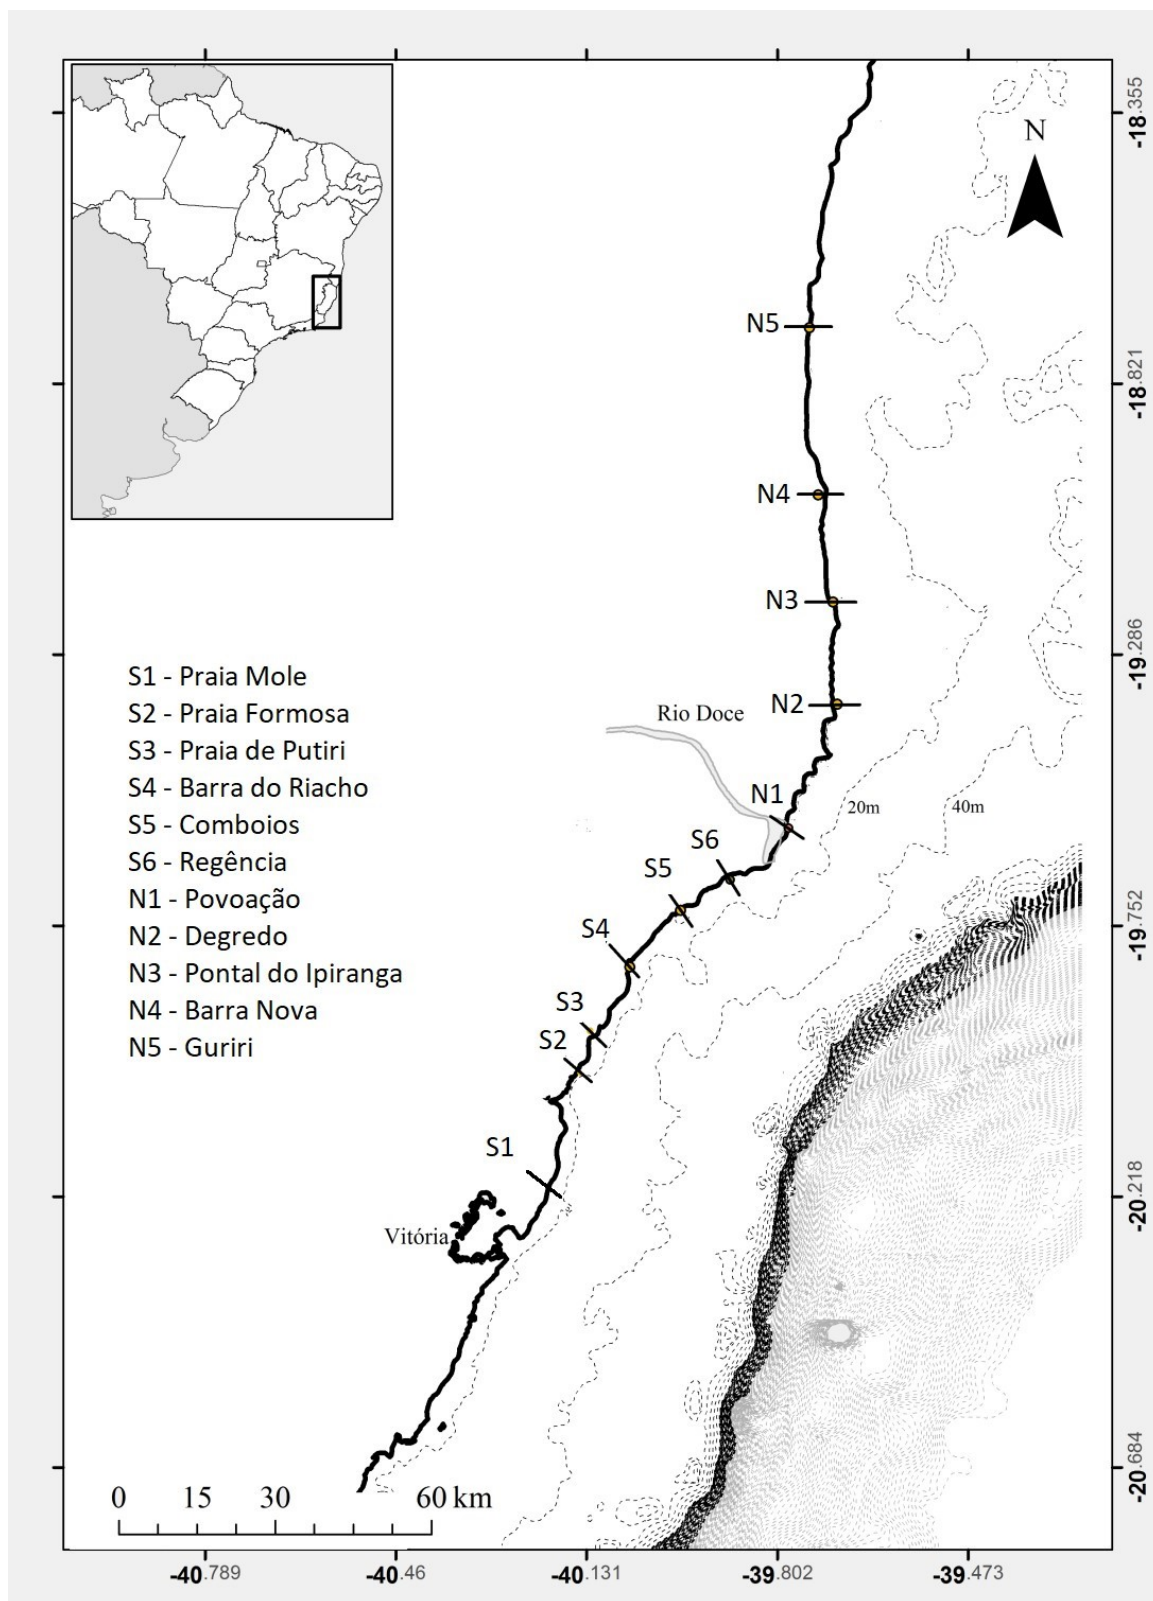 N
-18.355
N5
-18.821
N4
N3
-19.286
S1 - Praia Mole
S2 - Praia Formosa
S3 - Praia de Putiri
S4 - Barra do Riacho
S5 - Comboios
S6 - Regência
N1 - Povoação
N2 - Degredo
N3 - Pontal do Ipiranga
N4 - Barra Nova
N5 - Guriri
N2
Rio Doce
N1
20m
40m
S6
S5
S4
-19.752
S3
S2
S1
-20.218
Vitória
-20.684
0 15 30 60 km
-40.789 -40.46 -40.131 -39.802 -39.473